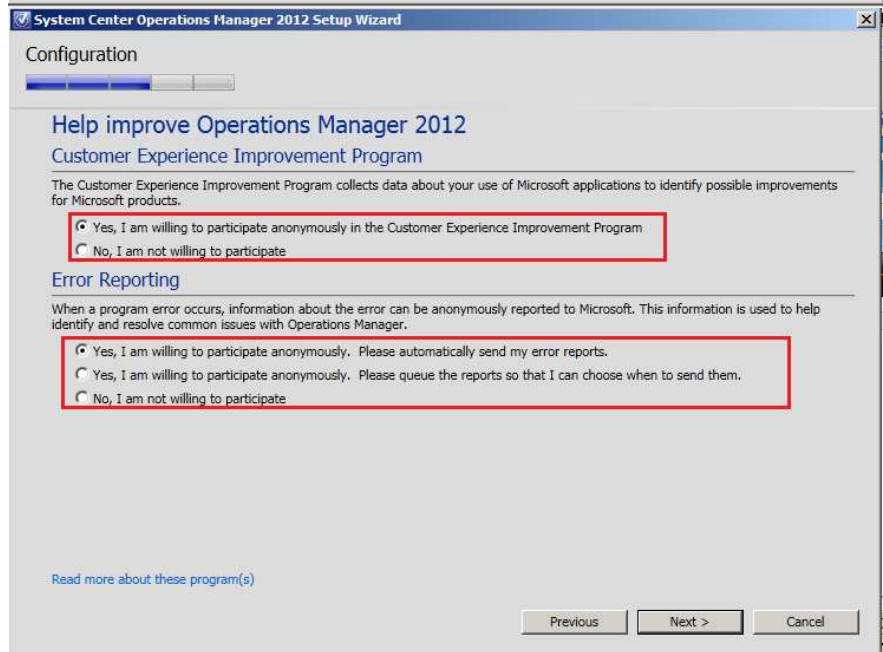 System Center Operations Manager 2012 Setup Wizard
Configuration
Help improve Operations Manager 2012
Customer Experience Improvement Program
The Customer Experience Improvement Program collects data about your use of Microsoft applications to identify possible improvements
for Microsoft products.
Yes, I am willing to participate anonymously in the Customer Experience Improvement Program
No, I am not willing to participate
Error Reporting
When a program error occurs, information about the error can be anonymously reported to Microsoft. This information is used to help
identify and resolve common issues with Operations Manager.
Yes, I am willing to participate anonymously. Please automatically send my error reports.
Yes, I am willing to participate anonymously. Please queue the reports so that I can choose when to send them.
No, I am not willing to participate
Read more about these program(s)
Previous Next > Cancel